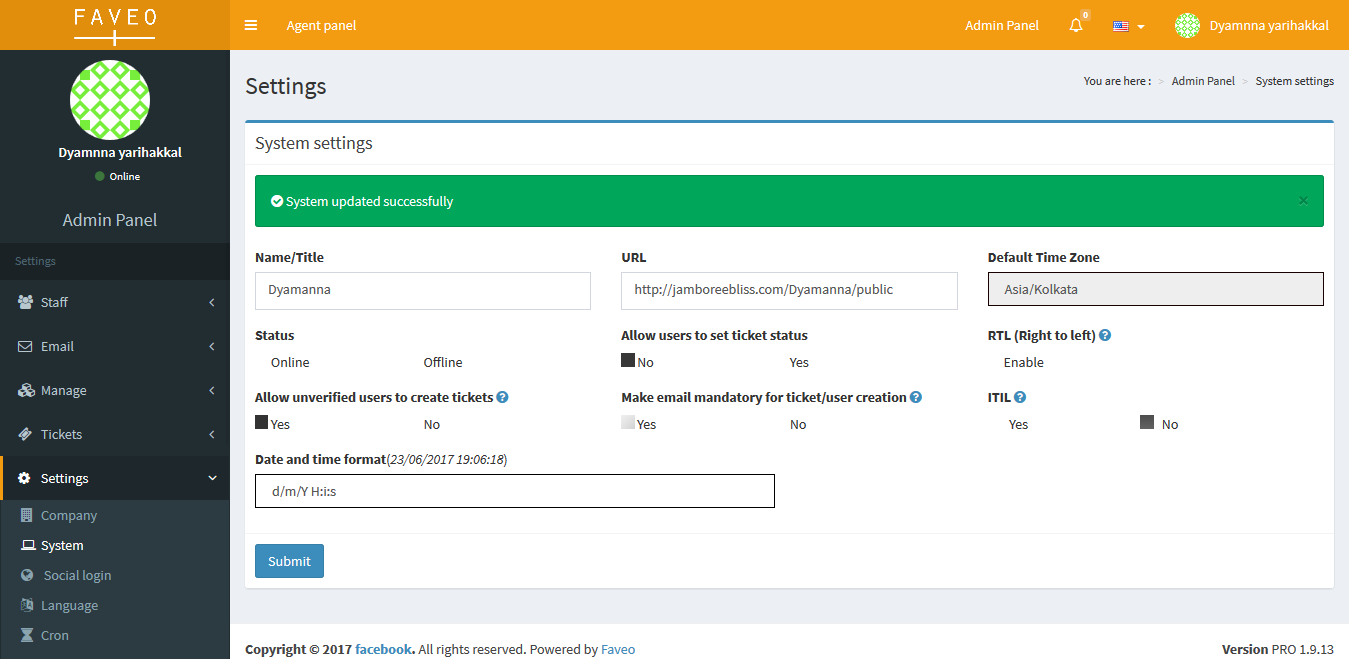 FAVEO
Agent panel
Admin Panel
0
Dyamnna yarihakkal
Dyamnna yarihakkal
Online
Admin Panel
Settings
Staff
Email
Manage
Tickets
Settings
Company
System
Social login
Language
Cron
Settings
You are here : > Admin Panel > System settings
System settings
System updated successfully ×
Name/Title URL Default Time Zone
Dyamanna http://jamboreebliss.com/Dyamanna/public Asia/Kolkata
Status Allow users to set ticket status RTL (Right to left) ?
Online Offline No Yes Enable
Allow unverified users to create tickets ? Make email mandatory for ticket/user creation ? ITIL ?
Yes No Yes No Yes No
Date and time format(23/06/2017 19:06:18)
d/m/Y H:i:s
Submit
Copyright © 2017 facebook. All rights reserved. Powered by Faveo Version PRO 1.9.13